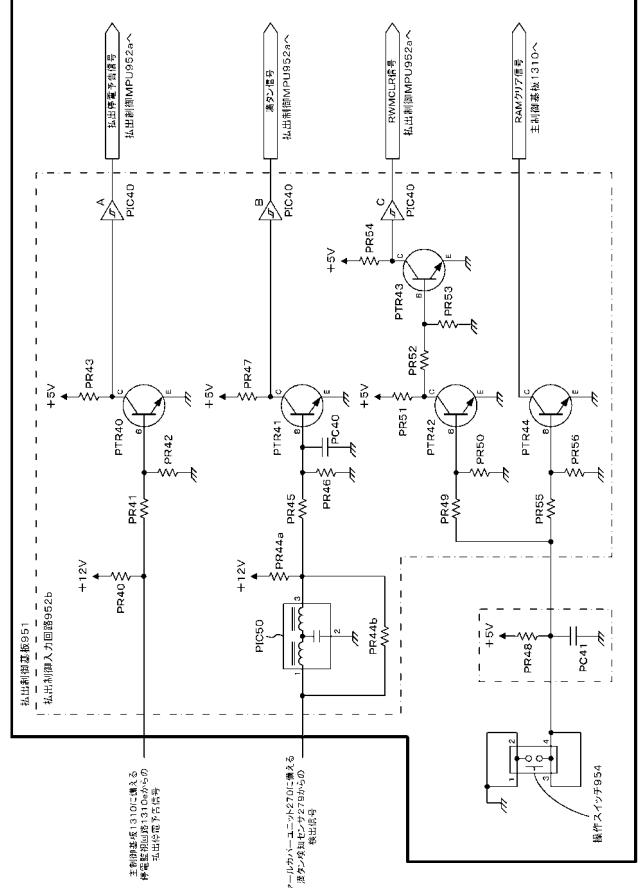 払出停電予告信号
払出制御MPU952aへ
満タン信号
払出制御MPU952aへ
RWMCLR信号
払出制御MPU952aへ
RAMクリア信号
主制御基板1310へ
A
PIC40
B
PIC40
C
PIC40
+5V
PR54
C
B
E
PTR43
PR53
PR52
+5V
PR43
C
B
E
PTR40
PR42
PR41
+12V
PR40
+5V
PR47
C
B
E
PTR41
PC40
PR46
PR45
+12V
PR44a
PIC50
1
2
3
PR44b
+5V
PR51
C
B
E
PTR42
PR50
PR49
C
B
E
PTR44
PR56
PR55
+5V
PR48
PC41
1
2
3
4
操作スイッチ954
払出制御基板951
払出制御入力回路952b
主制御基板1310に備える
停電監視回路1310eからの
払出停電予告信号
ァールカバーユニット270に備える
満タン検知センサ279からの
検出信号